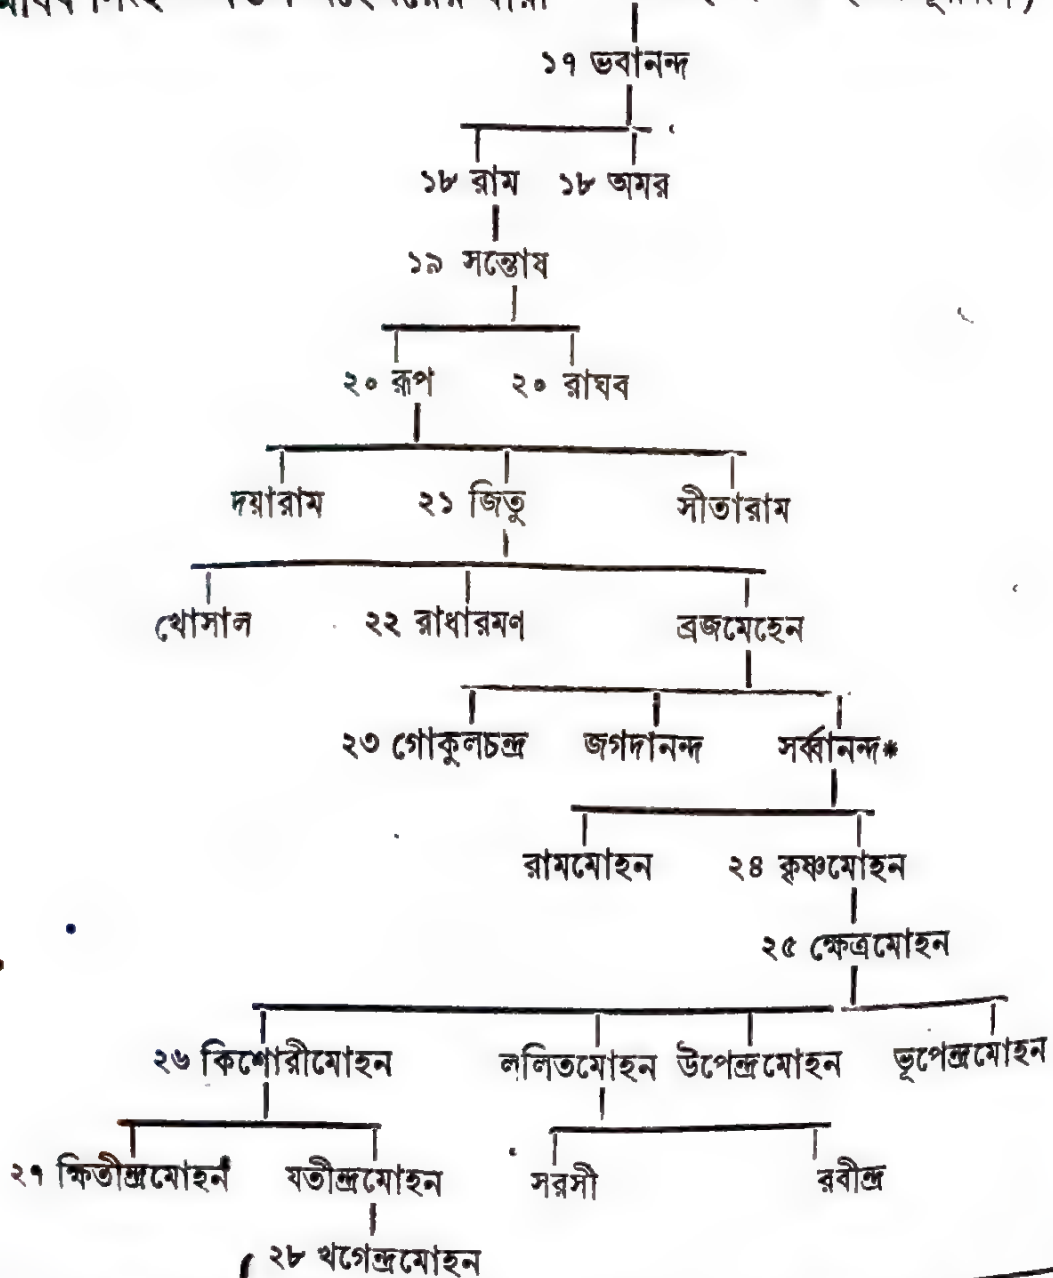 ১৭ ভবানন্দ
১৮ রাম ১৮ অমর
১৯ সন্তোষ
২০ রূপ ২০ রাঘব
দয়ারাম ২১ জিতু সীতারাম
খোসাল ২২ রাধারমণ ব্রজমেহেন
২৩ গোকুলচন্দ্র জগদানন্দ সর্ব্বানন্দ*
রামমোহন ২৪ কৃষ্ণমোহন
২৫ ক্ষেত্রমোহন
২৬ কিশোরীমোহন ললিতমোহন উপেন্দ্রমোহন ভূপেন্দ্রমোহন
২৭ ক্ষিতীন্দ্রমোহন যতীন্দ্রমোহন সরসী রবীন্দ্র
২৮ খগেন্দ্রমোহন